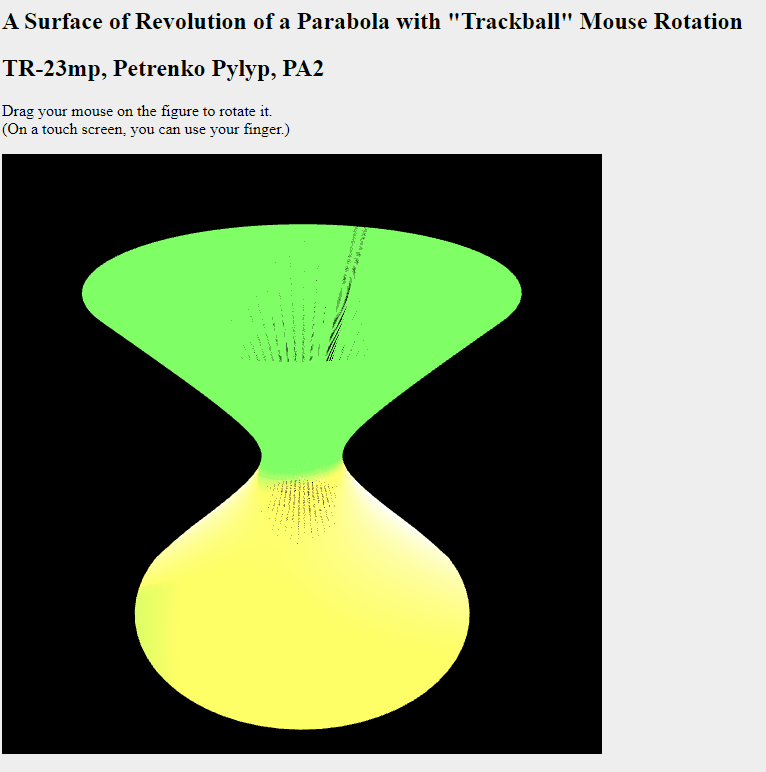 A Surface of Revolution of a Parabola with "Trackball" Mouse Rotation
TR-23mp, Petrenko Pylyp, PA2
Drag your mouse on the figure to rotate it.
(On a touch screen, you can use your finger.)